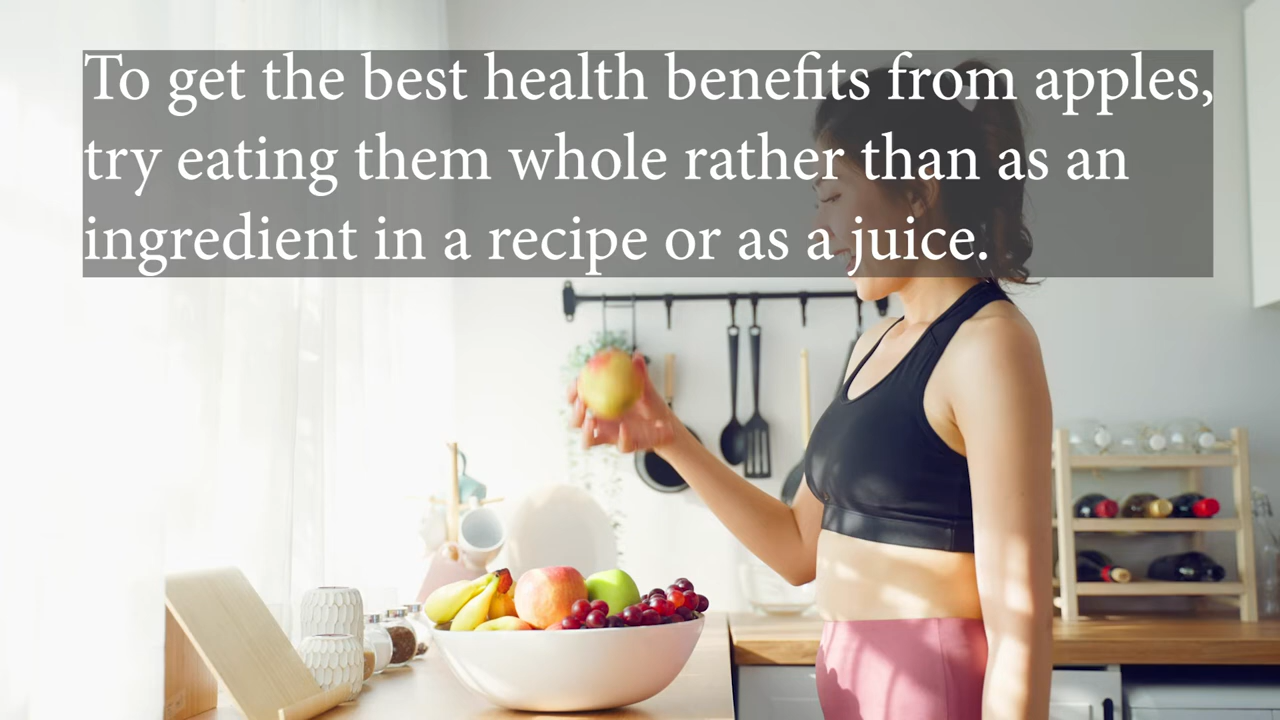 To get the best health benefits from apples,
try eating them whole rather than as an
ingredient in a recipe or as a juice.